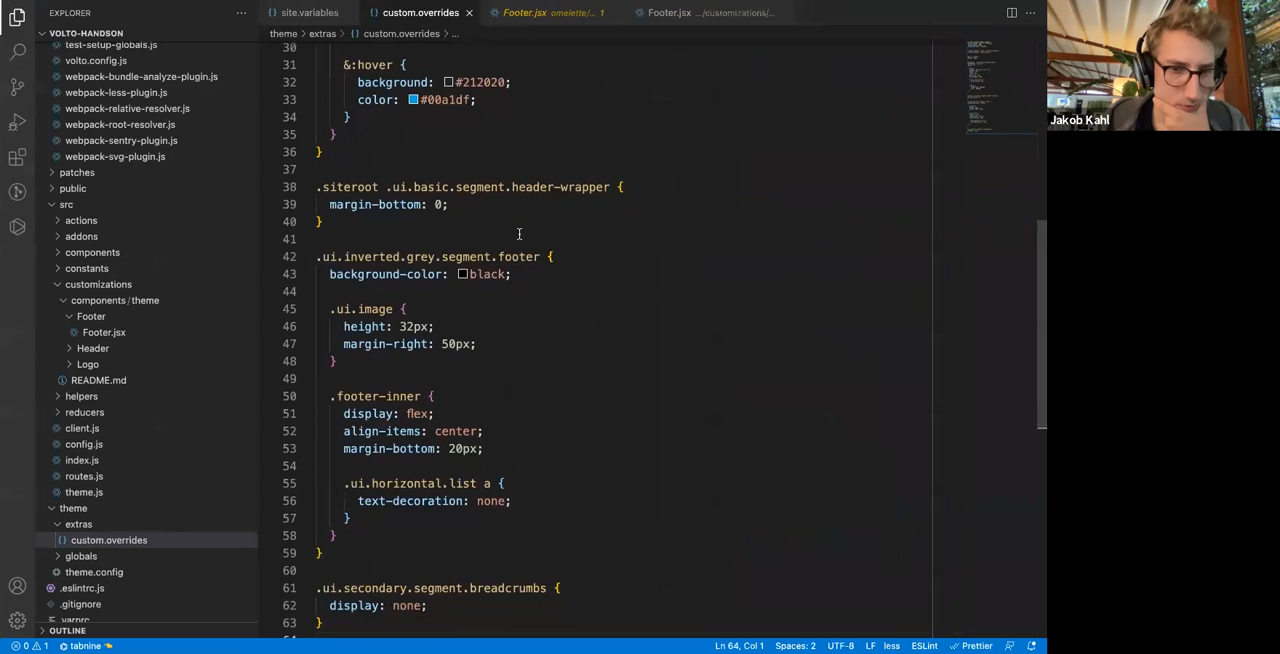 EXPLORER
VOLTO-HANDSON
test-setup-globals.js
volto.config.js
webpack-bundle-analyze-plugin.js
webpack-less-plugin.js
webpack-relative-resolver.js
webpack-root-resolver.js
webpack-sentry-plugin.js
webpack-svg-plugin.js
patches
public
src
actions
addons
components
constants
customizations
components/theme
Footer
Footer.jsx
Header
Logo
README.md
helpers
reducers
client.js
config.js
index.js
routes.js
theme.js
theme
extras
custom.overrides
globals
theme.config
.eslintrc.js
.gitignore
.yarnrc
OUTLINE
site.variables
custom.overrides
Footer.jsx omelette/... 1
Footer.jsx .../customizations/...
theme > extras > custom.overrides > ...
30
31 &:hover {
32 background: #212020;
33 color: #00a1df;
34 }
35 }
36 }
37
38 .siteroot .ui.basic.segment.header-wrapper {
39 margin-bottom: 0;
40 }
41
42 .ui.inverted.grey.segment.footer {
43 background-color: black;
44
45 .ui.image {
46 height: 32px;
47 margin-right: 50px;
48 }
49
50 .footer-inner {
51 display: flex;
52 align-items: center;
53 margin-bottom: 20px;
54
55 .ui.horizontal.list a {
56 text-decoration: none;
57 }
58 }
59 }
60
61 .ui.secondary.segment.breadcrumbs {
62 display: none;
63 }
64
Jakob Kahl
0 1 tabnine
Ln 64, Col 1 Spaces: 2 UTF-8 LF less ESLint Prettier